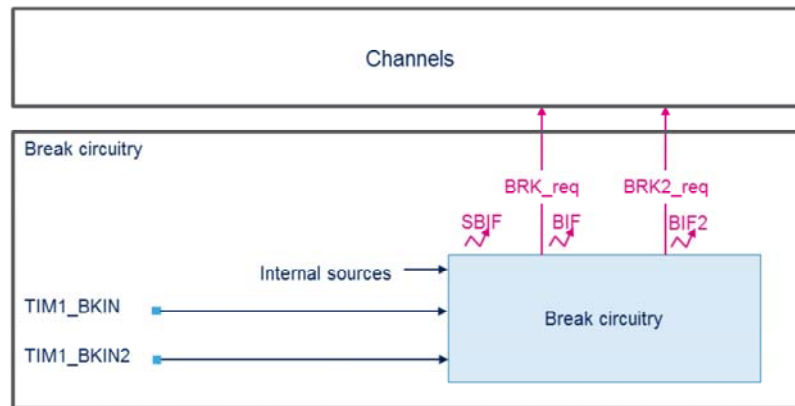 Channels
Break circuitry
BRK_req BRK2_req
SBIF BIF BIF2
Internal sources
TIM1_BKIN
Break circuitry
TIM1_BKIN2